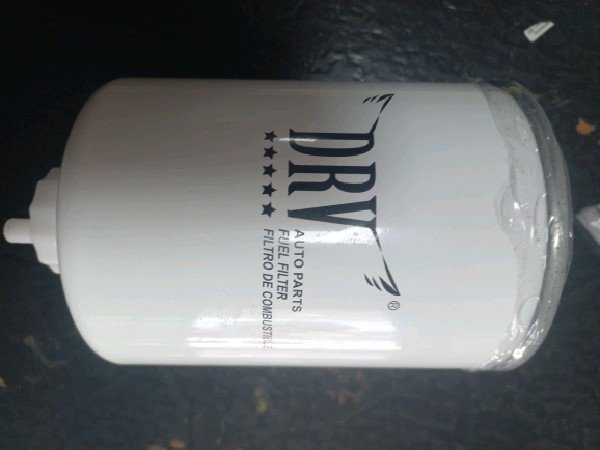 DRV®
★★★★★
AUTO PARTS
FUEL FILTER
FILTRO DE COMBUSTIBLE